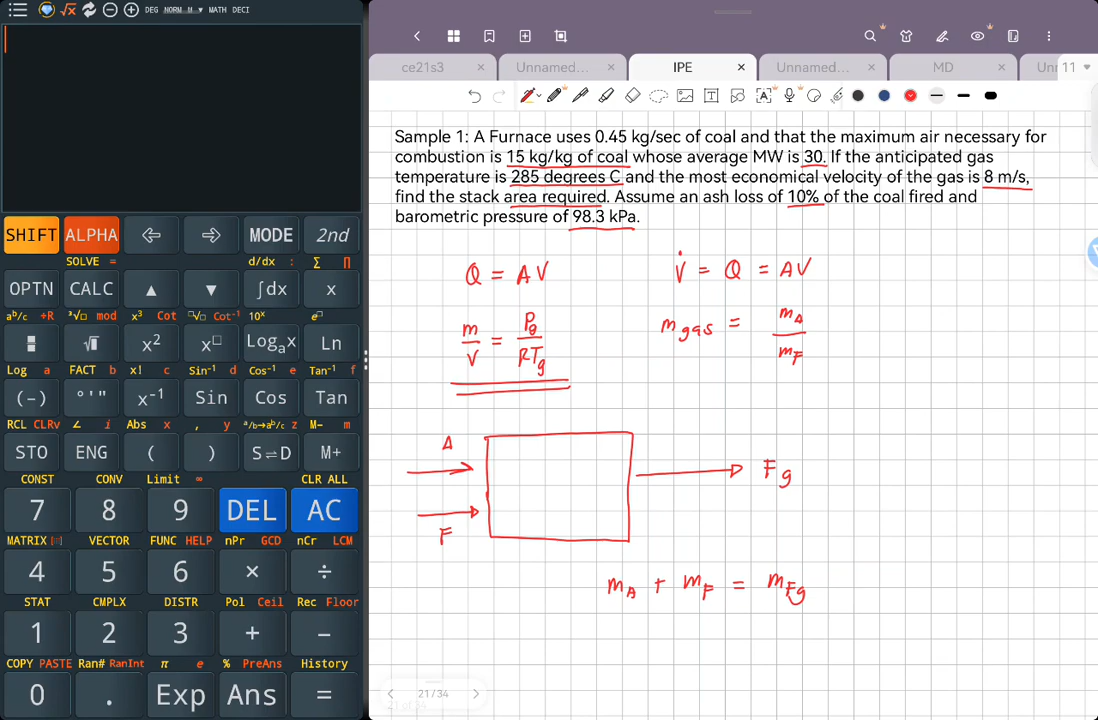 DEG NORM M ▼ MATH DECI
SHIFT ALPHA MODE 2nd
SOLVE = d/dx : Σ ∏
OPTN CALC ▲ ▼ ∫dx x
aᵇ/c ÷R ³√□ mod x³ Cot ⁻¹√□ Cot⁻¹ 10ˣ e□
√ x² x□ Logₐx Ln
Log a FACT b x! c Sin⁻¹ d Cos⁻¹ e Tan⁻¹ f
(−) °'" x⁻¹ Sin Cos Tan
RCL CLRv ∠ i Abs x , y a/b→aᵇ/c z M− m
STO ENG ( ) S⇌D M+
CONST CONV Limit ∞ CLR ALL
7 8 9 DEL AC
MATRIX VECTOR FUNC HELP nPr GCD nCr LCM
4 5 6 × ÷
STAT CMPLX DISTR Pol Ceil Rec Floor
1 2 3 + −
COPY PASTE Ran# RanInt π e % PreAns History
0 . Exp Ans =
ce21s3 × Unnamed... × IPE × Unnamed... × MD × 11
Sample 1: A Furnace uses 0.45 kg/sec of coal and that the maximum air necessary for
combustion is 15 kg/kg of coal whose average MW is 30. If the anticipated gas
temperature is 285 degrees C and the most economical velocity of the gas is 8 m/s,
find the stack area required. Assume an ash loss of 10% of the coal fired and
barometric pressure of 98.3 kPa.
Q = AV
V̇ = Q = AV
m/V = Pg/RTg
mgas = mA/mF
A
Fg
F
mA + mF = mFg
21/34